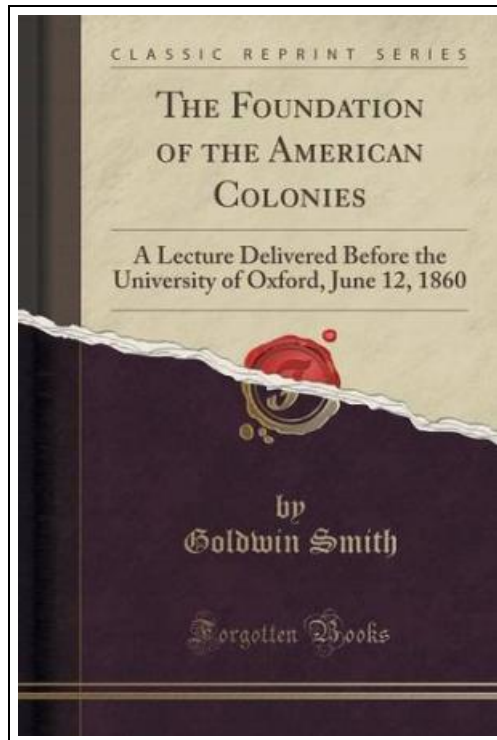 CLASSIC REPRINT SERIES
THE FOUNDATION
OF THE AMERICAN
COLONIES
A Lecture Delivered Before the
University of Oxford, June 12, 1860
F
by
Goldwin Smith
Forgotten Books